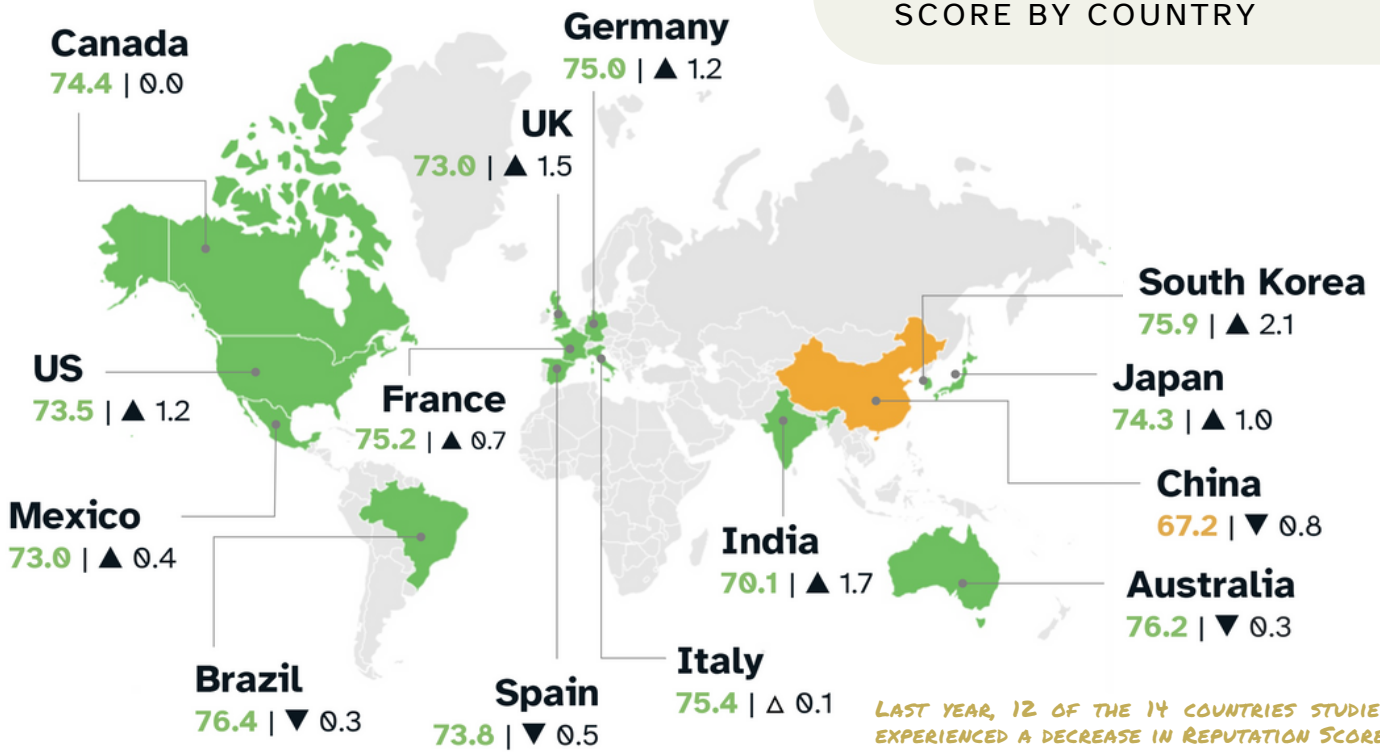 SCORE BY COUNTRY
Canada
74.4 | 0.0
Germany
75.0 | ▲ 1.2
UK
73.0 | ▲ 1.5
South Korea
75.9 | ▲ 2.1
US
73.5 | ▲ 1.2
France
75.2 | ▲ 0.7
Japan
74.3 | ▲ 1.0
China
67.2 | ▼ 0.8
Mexico
73.0 | ▲ 0.4
India
70.1 | ▲ 1.7
Australia
76.2 | ▼ 0.3
Brazil
76.4 | ▼ 0.3
Spain
73.8 | ▼ 0.5
Italy
75.4 | △ 0.1
LAST YEAR, 12 OF THE 14 COUNTRIES STUDIE
EXPERIENCED A DECREASE IN REPUTATION SCORE